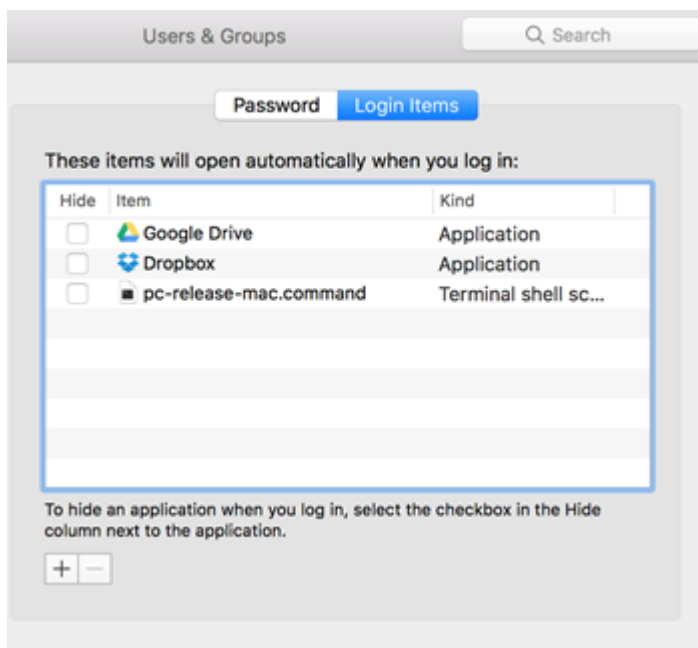 Users & Groups
Search
Password
Login Items
These items will open automatically when you log in:
Hide Item Kind
Google Drive Application
Dropbox Application
pc-release-mac.command Terminal shell sc...
To hide an application when you log in, select the checkbox in the Hide
column next to the application.
+ −